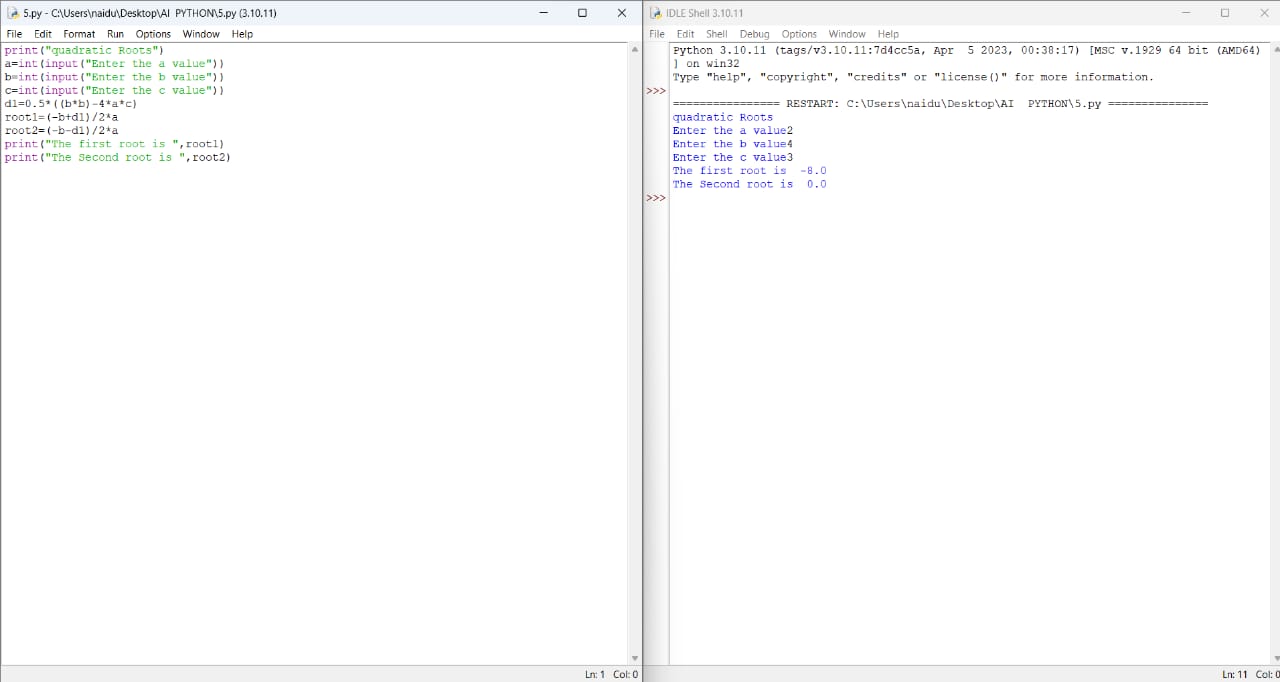 5.py - C:\Users\naidu\Desktop\AI  PYTHON\5.py (3.10.11)
File Edit Format Run Options Window Help
print("quadratic Roots")
a=int(input("Enter the a value"))
b=int(input("Enter the b value"))
c=int(input("Enter the c value"))
d1=0.5*((b*b)-4*a*c)
root1=(-b+d1)/2*a
root2=(-b-d1)/2*a
print("The first root is ",root1)
print("The Second root is ",root2)
Ln: 1 Col: 0
IDLE Shell 3.10.11
File Edit Shell Debug Options Window Help
Python 3.10.11 (tags/v3.10.11:7d4cc5a, Apr  5 2023, 00:38:17) [MSC v.1929 64 bit (AMD64)
] on win32
Type "help", "copyright", "credits" or "license()" for more information.
>>>
================ RESTART: C:\Users\naidu\Desktop\AI  PYTHON\5.py ===============
quadratic Roots
Enter the a value2
Enter the b value4
Enter the c value3
The first root is  -8.0
The Second root is  0.0
>>>
Ln: 11 Col: 0